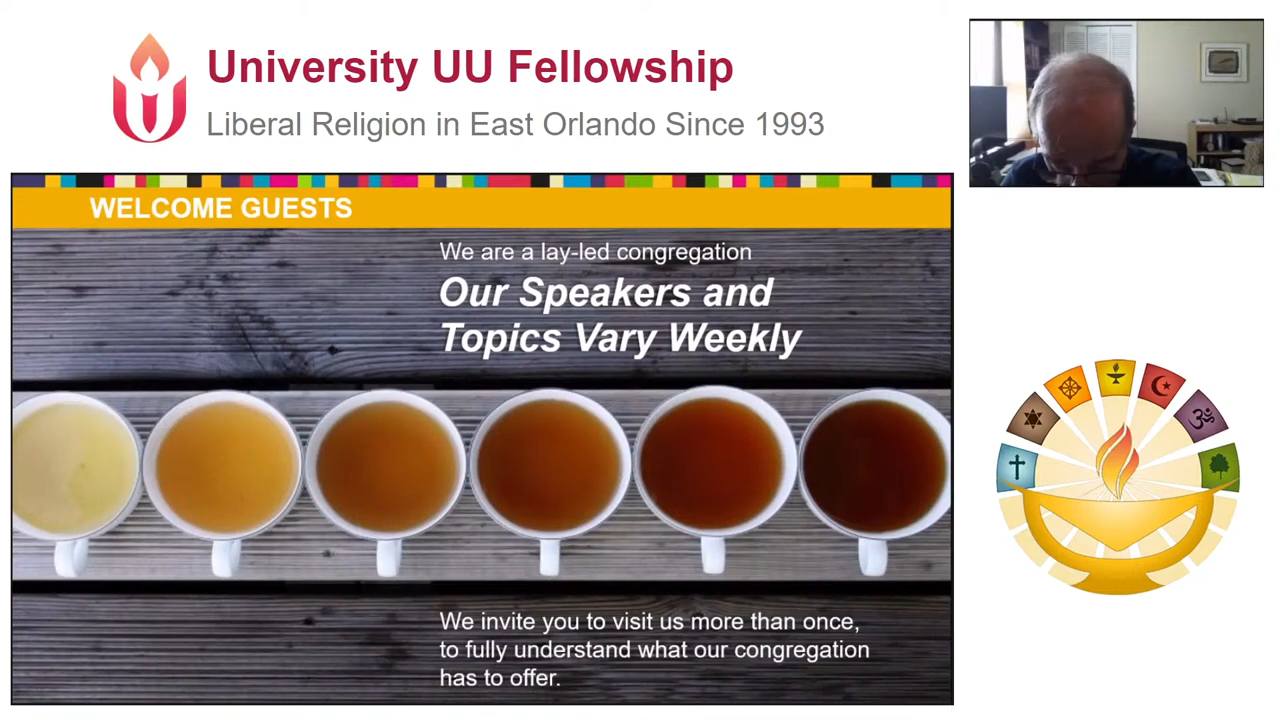 University UU Fellowship
Liberal Religion in East Orlando Since 1993
WELCOME GUESTS
We are a lay-led congregation
Our Speakers and
Topics Vary Weekly
We invite you to visit us more than once,
to fully understand what our congregation
has to offer.